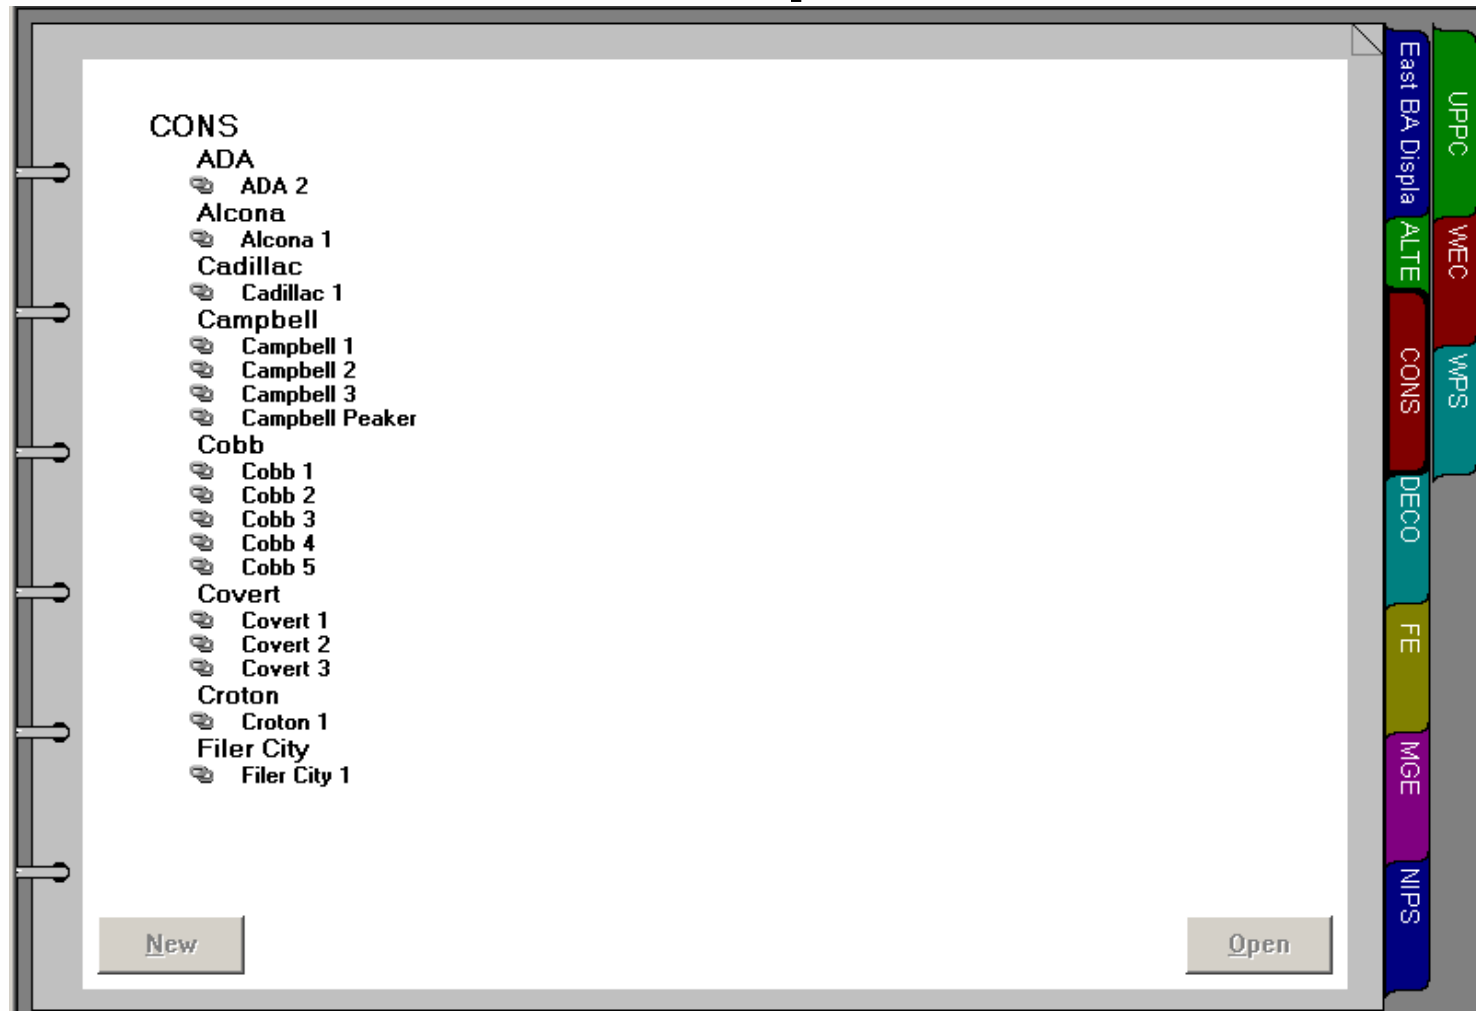 CONS
ADA
ADA 2
Alcona
Alcona 1
Cadillac
Cadillac 1
Campbell
Campbell 1
Campbell 2
Campbell 3
Campbell Peaker
Cobb
Cobb 1
Cobb 2
Cobb 3
Cobb 4
Cobb 5
Covert
Covert 1
Covert 2
Covert 3
Croton
Croton 1
Filer City
Filer City 1
New
Open
East BA Displa
ALTE
CONS
DECO
FE
MGE
NIPS
UPPC
WEC
WPS